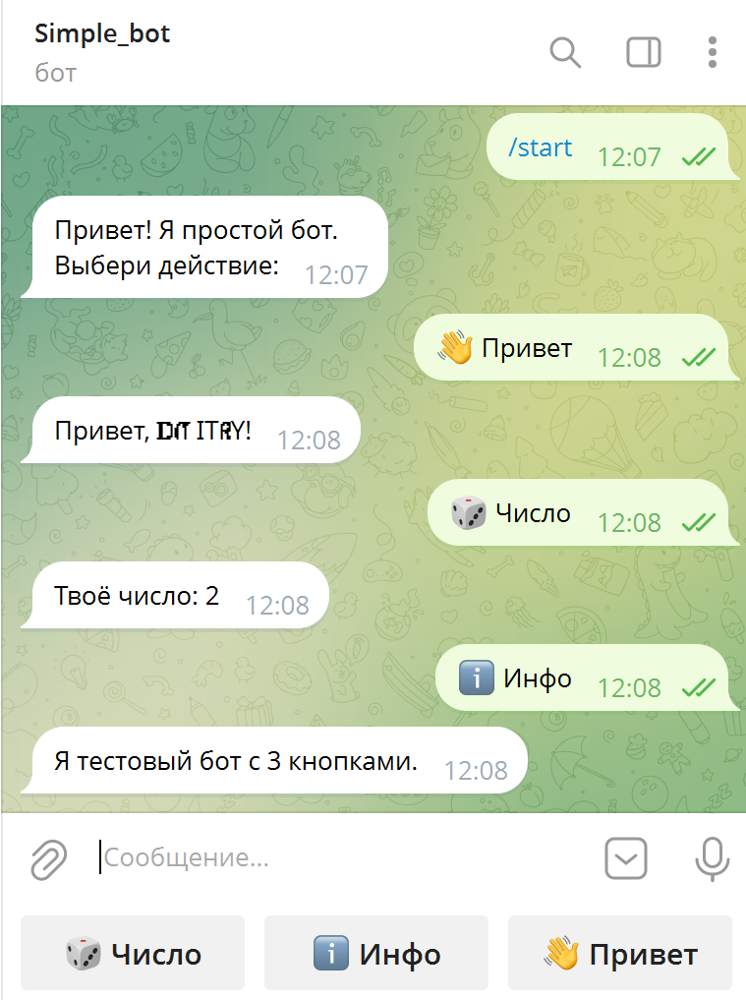 Simple_bot
бот
/start 12:07
Привет! Я простой бот.
Выбери действие: 12:07
👋 Привет 12:08
Привет, ! 12:08
🎲 Число 12:08
Твоё число: 2 12:08
ℹ️ Инфо 12:08
Я тестовый бот с 3 кнопками. 12:08
Сообщение...
🎲 Число ℹ️ Инфо 👋 Привет